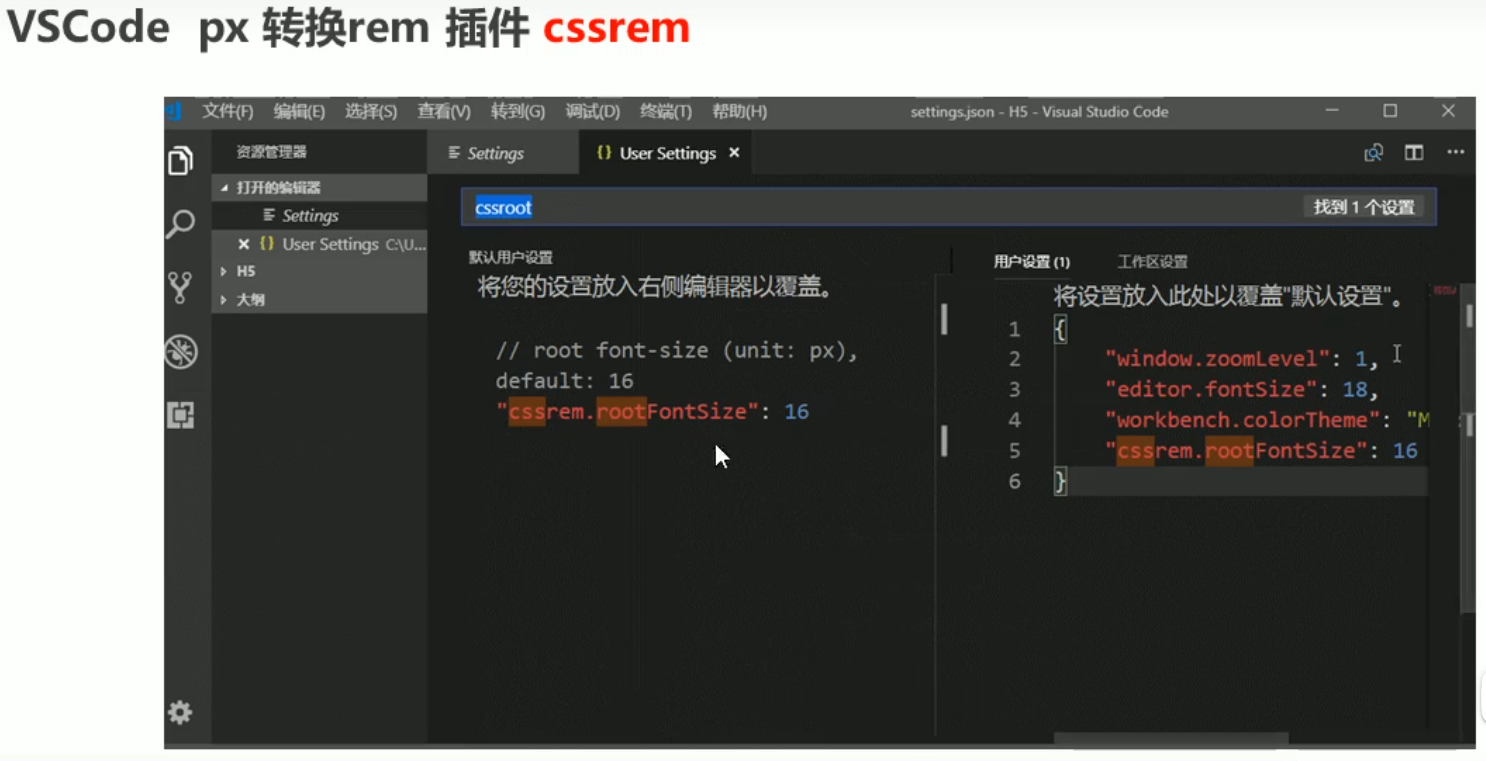 VSCode px 转换rem 插件 cssrem
文件(F) 编辑(E) 选择(S) 查看(V) 转到(G) 调试(D) 终端(T) 帮助(H)
settings.json - H5 - Visual Studio Code
资源管理器
打开的编辑器
Settings
User Settings C:\U...
H5
大纲
Settings
User Settings
cssroot
找到 1 个设置
默认用户设置
将您的设置放入右侧编辑器以覆盖。
// root font-size (unit: px),
default: 16
"cssrem.rootFontSize": 16
用户设置 (1) 工作区设置
将设置放入此处以覆盖"默认设置"。
1 {
2 "window.zoomLevel": 1,
3 "editor.fontSize": 18,
4 "workbench.colorTheme": "M
5 "cssrem.rootFontSize": 16
6 }